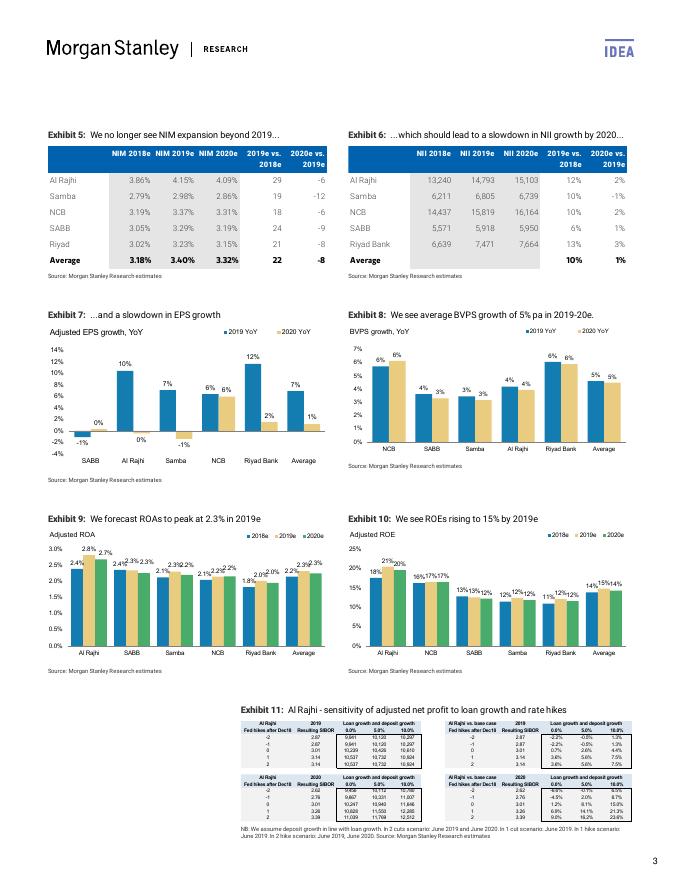 Morgan Stanley | RESEARCH
IDEA
Exhibit 5: We no longer see NIM expansion beyond 2019...
NIM 2018e NIM 2019e NIM 2020e 2019e vs. 2018e 2020e vs. 2019e
Al Rajhi 3.86% 4.15% 4.09% 29 -6
Samba 2.79% 2.98% 2.86% 19 -12
NCB 3.19% 3.37% 3.31% 18 -6
SABB 3.05% 3.29% 3.19% 24 -9
Riyad 3.02% 3.23% 3.15% 21 -8
Average 3.18% 3.40% 3.32% 22 -8
Source: Morgan Stanley Research estimates
Exhibit 6: ...which should lead to a slowdown in NII growth by 2020...
NII 2018e NII 2019e NII 2020e 2019e vs. 2018e 2020e vs. 2019e
Al Rajhi 13,240 14,793 15,103 12% 2%
Samba 6,211 6,805 6,739 10% -1%
NCB 14,437 15,819 16,164 10% 2%
SABB 5,571 5,918 5,950 6% 1%
Riyad Bank 6,639 7,471 7,664 13% 3%
Average 10% 1%
Source: Morgan Stanley Research estimates
Exhibit 7: ...and a slowdown in EPS growth
Adjusted EPS growth, YoY
2019 YoY 2020 YoY
14%
12%
10%
8%
6%
4%
2%
0%
-2%
-4%
-1% 0% 10% 0% 7% -1% 6% 6% 12% 2% 7% 1%
SABB Al Rajhi Samba NCB Riyad Bank Average
Source: Morgan Stanley Research estimates
Exhibit 8: We see average BVPS growth of 5% pa in 2019-20e.
BVPS growth, YoY
2019 YoY 2020 YoY
7%
6%
5%
4%
3%
2%
1%
0%
6% 6% 4% 3% 3% 3% 4% 4% 6% 6% 5% 5%
NCB SABB Samba Al Rajhi Riyad Bank Average
Source: Morgan Stanley Research estimates
Exhibit 9: We forecast ROAs to peak at 2.3% in 2019e
Adjusted ROA
2018e 2019e 2020e
3.0%
2.5%
2.0%
1.5%
1.0%
0.5%
0.0%
2.4% 2.8% 2.7% 2.4% 2.3% 2.3% 2.1% 2.3% 2.2% 2.1% 2.2% 2.2% 1.8% 2.0% 2.0% 2.2% 2.3% 2.3%
Al Rajhi SABB Samba NCB Riyad Bank Average
Source: Morgan Stanley Research estimates
Exhibit 10: We see ROEs rising to 15% by 2019e
Adjusted ROE
2018e 2019e 2020e
25%
20%
15%
10%
5%
0%
18% 21% 20% 16% 17% 17% 13% 13% 12% 12% 12% 12% 11% 12% 12% 14% 15% 14%
Al Rajhi NCB SABB Samba Riyad Bank Average
Source: Morgan Stanley Research estimates
Exhibit 11: Al Rajhi - sensitivity of adjusted net profit to loan growth and rate hikes
Al Rajhi 2019 Loan growth and deposit growth
Fed hikes after Dec18 Resulting SIBOR 0.0% 5.0% 10.0%
-2 2.87 9,941 10,120 10,297
-1 2.87 9,941 10,120 10,297
0 3.01 10,239 10,426 10,610
1 3.14 10,537 10,732 10,924
2 3.14 10,537 10,732 10,924
Al Rajhi vs. base case 2019 Loan growth and deposit growth
Fed hikes after Dec18 Resulting SIBOR 0.0% 5.0% 10.0%
-2 2.87 -2.2% -0.5% 1.3%
-1 2.87 -2.2% -0.5% 1.3%
0 3.01 0.7% 2.6% 4.4%
1 3.14 3.6% 5.6% 7.5%
2 3.14 3.6% 5.6% 7.5%
Al Rajhi 2020 Loan growth and deposit growth
Fed hikes after Dec18 Resulting SIBOR 0.0% 5.0% 10.0%
-2 2.62
-1 2.76 9,667 10,331 11,007
0 3.01 10,247 10,940 11,646
1 3.26 10,828 11,550 12,285
2 3.39 11,039 11,769 12,512
Al Rajhi vs. base case 2020 Loan growth and deposit growth
Fed hikes after Dec18 Resulting SIBOR 0.0% 5.0% 10.0%
-2 2.62
-1 2.76 -4.5% 2.0% 8.7%
0 3.01 1.2% 8.1% 15.0%
1 3.26 6.9% 14.1% 21.3%
2 3.39 9.0% 16.2% 23.6%
NB: We assume deposit growth in line with loan growth. In 2 cuts scenario: June 2019 and June 2020. In 1 cut scenario: June 2019. In 1 hike scenario:
June 2019. In 2 hike scenario: June 2019, June 2020. Source: Morgan Stanley Research estimates
3